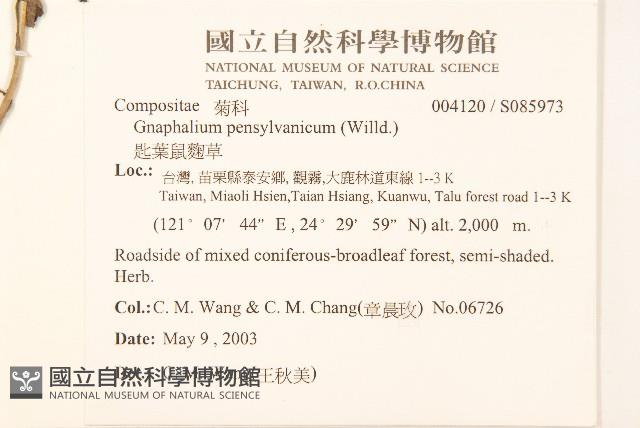 國立自然科學博物館
NATIONAL MUSEUM OF NATURAL SCIENCE
TAICHUNG, TAIWAN, R.O.CHINA
Compositae 菊科 004120 / S085973
Gnaphalium pensylvanicum (Willd.)
匙葉鼠麴草
Loc.: 台灣, 苗栗縣泰安鄉, 觀霧,大鹿林道東線 1--3 K
Taiwan, Miaoli Hsien,Taian Hsiang, Kuanwu, Talu forest road 1--3 K
(121° 07' 44" E , 24° 29' 59" N) alt. 2,000 m.
Roadside of mixed coniferous-broadleaf forest, semi-shaded.
Herb.
Col.: C. M. Wang & C. M. Chang(章晨玫) No.06726
Date: May 9 , 2003
王秋美)
國立自然科學博物館
NATIONAL MUSEUM OF NATURAL SCIENCE